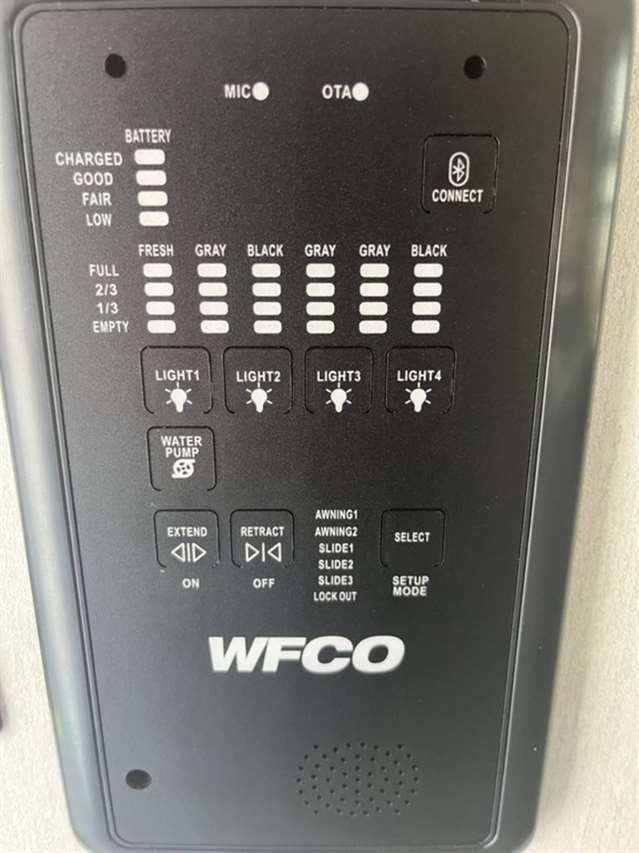 MIC OTA
BATTERY
CHARGED
GOOD
FAIR
LOW
CONNECT
FRESH GRAY BLACK GRAY GRAY BLACK
FULL
2/3
1/3
EMPTY
LIGHT1 LIGHT2 LIGHT3 LIGHT4
WATER
PUMP
EXTEND RETRACT
ON OFF
AWNING1
AWNING2
SLIDE1
SLIDE2
SLIDE3
LOCK OUT
SELECT
SETUP
MODE
WFCO